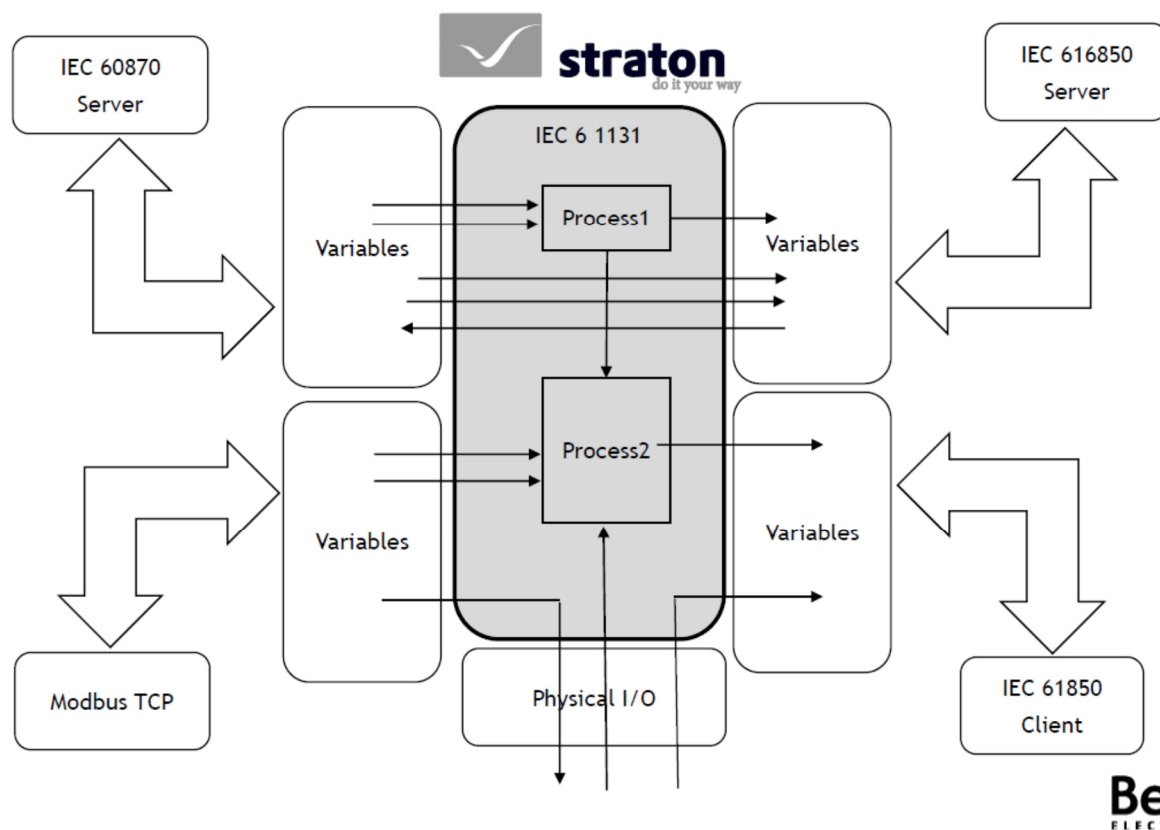 straton
do it your way
IEC 60870
Server
IEC 616850
Server
IEC 6 1131
Process1
Variables
Variables
Process2
Variables
Variables
Modbus TCP
Physical I/O
IEC 61850
Client